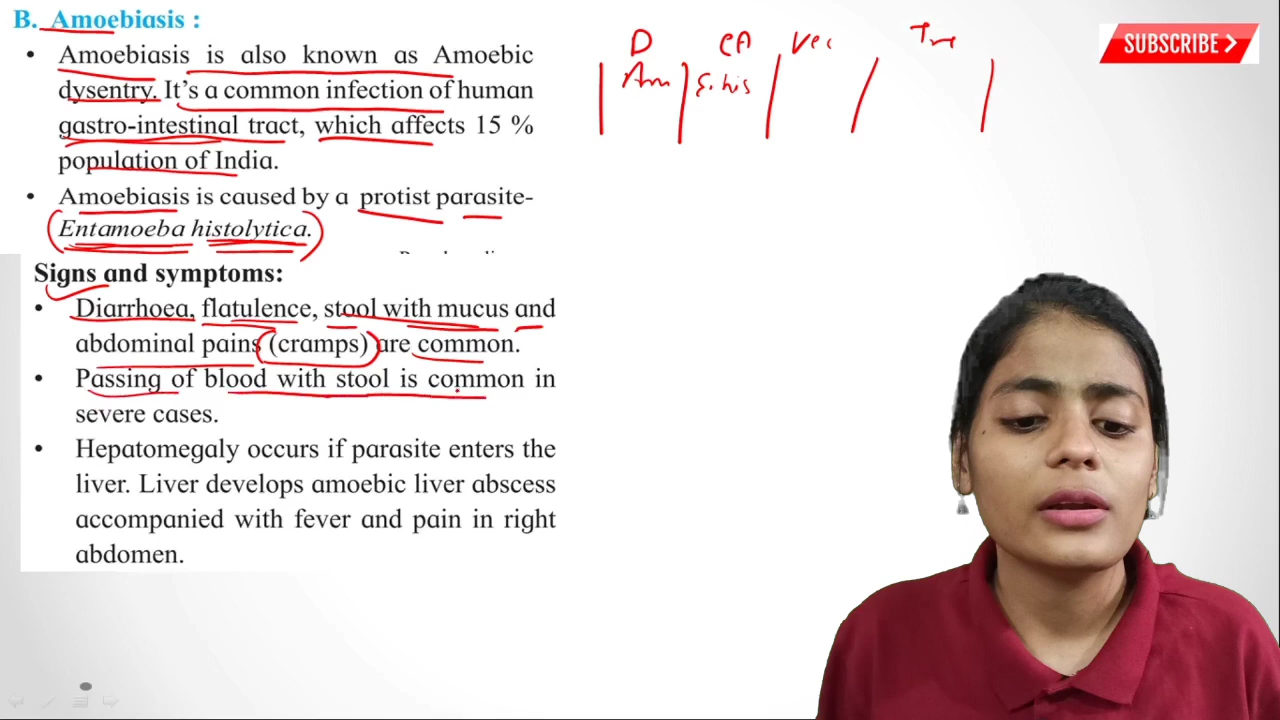 B. Amoebiasis :
• Amoebiasis is also known as Amoebic
dysentry. It's a common infection of human
gastro-intestinal tract, which affects 15 %
population of India.
• Amoebiasis is caused by a protist parasite-
Entamoeba histolytica.
Signs and symptoms:
• Diarrhoea, flatulence, stool with mucus and
abdominal pains (cramps) are common.
• Passing of blood with stool is common in
severe cases.
• Hepatomegaly occurs if parasite enters the
liver. Liver develops amoebic liver abscess
accompanied with fever and pain in right
abdomen.
D CA Vec
Am
SUBSCRIBE >